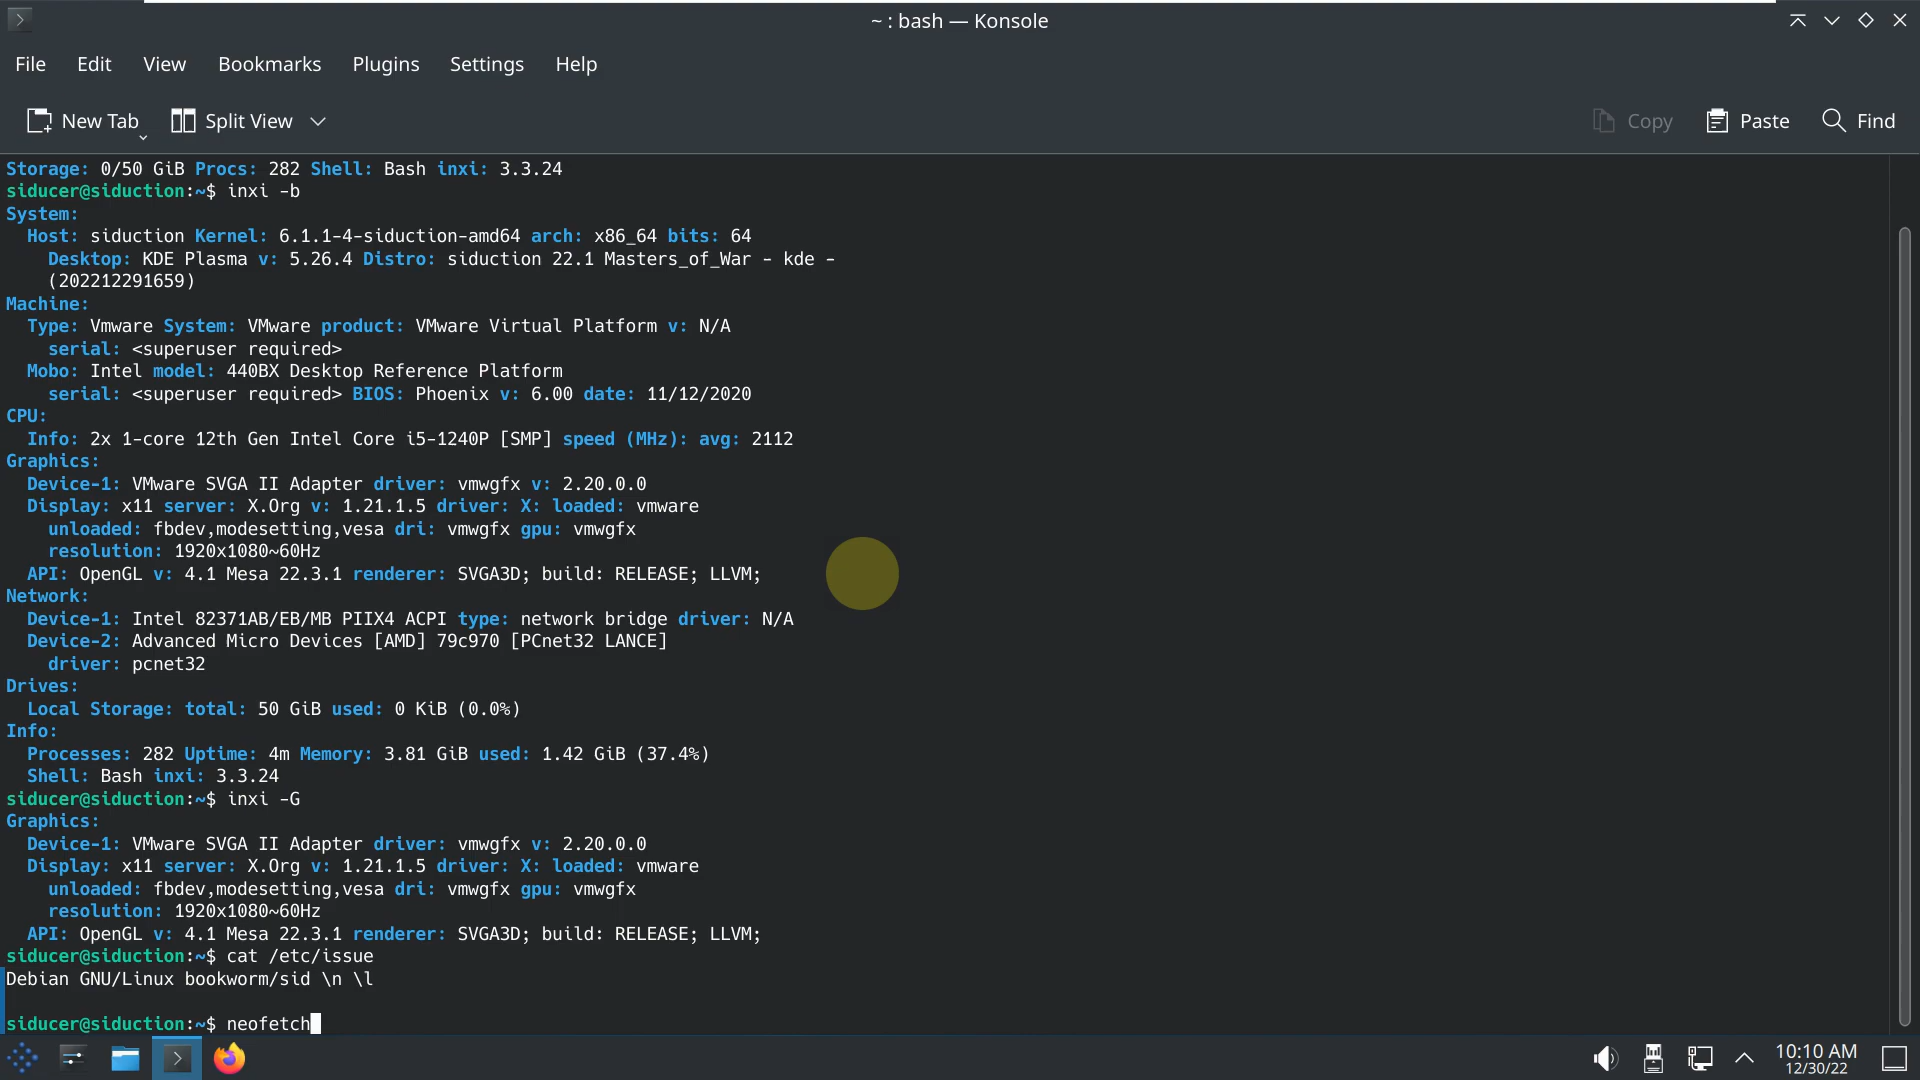 ~ : bash — Konsole
File Edit View Bookmarks Plugins Settings Help
New Tab Split View Copy Paste Find
Storage: 0/50 GiB Procs: 282 Shell: Bash inxi: 3.3.24
siducer@siduction:~$ inxi -b
System:
  Host: siduction Kernel: 6.1.1-4-siduction-amd64 arch: x86_64 bits: 64
    Desktop: KDE Plasma v: 5.26.4 Distro: siduction 22.1 Masters_of_War - kde -
    (202212291659)
Machine:
  Type: Vmware System: VMware product: VMware Virtual Platform v: N/A
    serial: <superuser required>
  Mobo: Intel model: 440BX Desktop Reference Platform
    serial: <superuser required> BIOS: Phoenix v: 6.00 date: 11/12/2020
CPU:
  Info: 2x 1-core 12th Gen Intel Core i5-1240P [SMP] speed (MHz): avg: 2112
Graphics:
  Device-1: VMware SVGA II Adapter driver: vmwgfx v: 2.20.0.0
  Display: x11 server: X.Org v: 1.21.1.5 driver: X: loaded: vmware
    unloaded: fbdev,modesetting,vesa dri: vmwgfx gpu: vmwgfx
    resolution: 1920x1080~60Hz
  API: OpenGL v: 4.1 Mesa 22.3.1 renderer: SVGA3D; build: RELEASE; LLVM;
Network:
  Device-1: Intel 82371AB/EB/MB PIIX4 ACPI type: network bridge driver: N/A
  Device-2: Advanced Micro Devices [AMD] 79c970 [PCnet32 LANCE]
    driver: pcnet32
Drives:
  Local Storage: total: 50 GiB used: 0 KiB (0.0%)
Info:
  Processes: 282 Uptime: 4m Memory: 3.81 GiB used: 1.42 GiB (37.4%)
  Shell: Bash inxi: 3.3.24
siducer@siduction:~$ inxi -G
Graphics:
  Device-1: VMware SVGA II Adapter driver: vmwgfx v: 2.20.0.0
  Display: x11 server: X.Org v: 1.21.1.5 driver: X: loaded: vmware
    unloaded: fbdev,modesetting,vesa dri: vmwgfx gpu: vmwgfx
    resolution: 1920x1080~60Hz
  API: OpenGL v: 4.1 Mesa 22.3.1 renderer: SVGA3D; build: RELEASE; LLVM;
siducer@siduction:~$ cat /etc/issue
Debian GNU/Linux bookworm/sid \n \l
siducer@siduction:~$ neofetch
10:10 AM
12/30/22